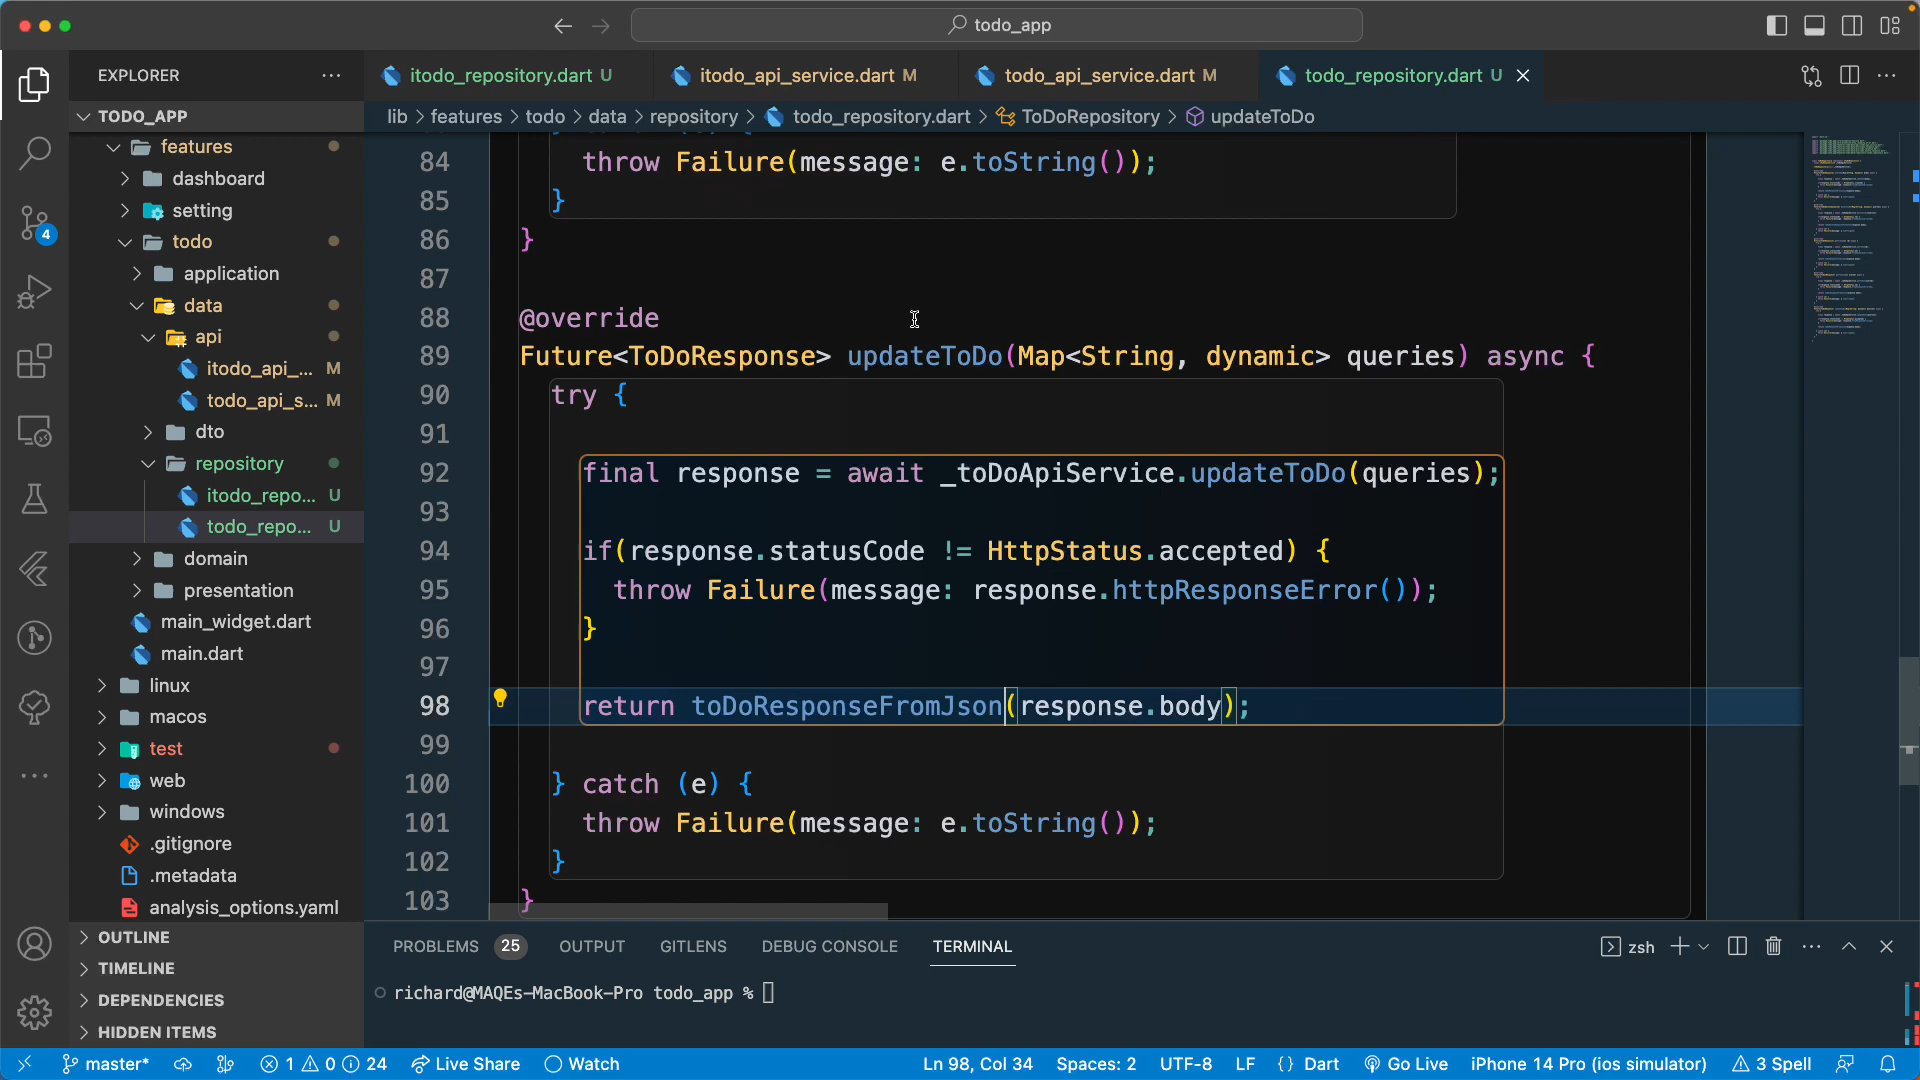 todo_app
EXPLORER
itodo_repository.dart U
itodo_api_service.dart M
todo_api_service.dart M
todo_repository.dart U
TODO_APP
lib > features > todo > data > repository > todo_repository.dart > ToDoRepository > updateToDo
features
dashboard
setting
todo
application
data
api
itodo_api_... M
todo_api_s... M
dto
repository
itodo_repo... U
todo_repo... U
domain
presentation
main_widget.dart
main.dart
linux
macos
test
web
windows
.gitignore
.metadata
analysis_options.yaml
OUTLINE
TIMELINE
DEPENDENCIES
HIDDEN ITEMS
4
84 throw Failure(message: e.toString());
85 }
86 }
87
88 @override
89 Future<ToDoResponse> updateToDo(Map<String, dynamic> queries) async {
90 try {
91
92 final response = await _toDoApiService.updateToDo(queries);
93
94 if(response.statusCode != HttpStatus.accepted) {
95 throw Failure(message: response.httpResponseError());
96 }
97
98 return toDoResponseFromJson(response.body);
99
100 } catch (e) {
101 throw Failure(message: e.toString());
102 }
103 }
PROBLEMS 25 OUTPUT GITLENS DEBUG CONSOLE TERMINAL
zsh
richard@MAQEs-MacBook-Pro todo_app %
master* 1 0 24 Live Share Watch
Ln 98, Col 34 Spaces: 2 UTF-8 LF {} Dart Go Live iPhone 14 Pro (ios simulator) 3 Spell